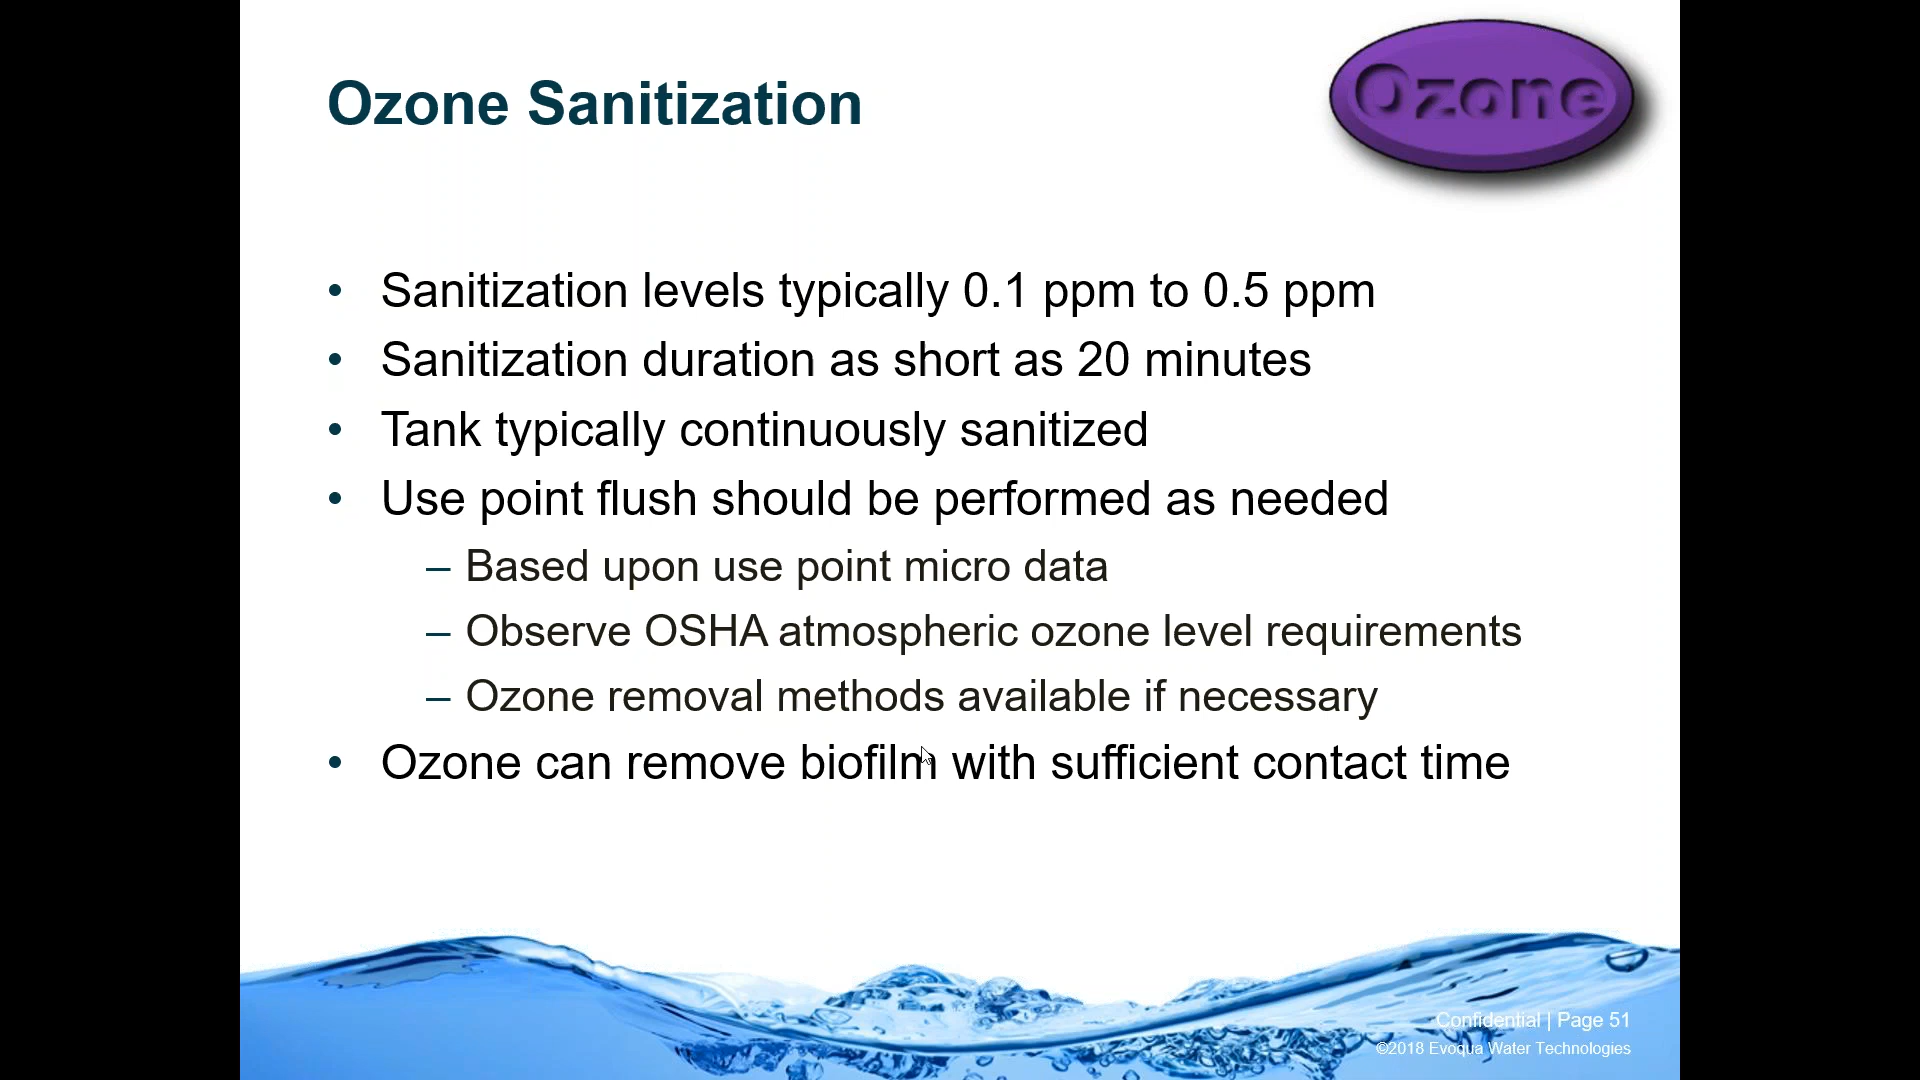 Ozone Sanitization
Ozone
• Sanitization levels typically 0.1 ppm to 0.5 ppm
• Sanitization duration as short as 20 minutes
• Tank typically continuously sanitized
• Use point flush should be performed as needed
– Based upon use point micro data
– Observe OSHA atmospheric ozone level requirements
– Ozone removal methods available if necessary
• Ozone can remove biofilm with sufficient contact time
Confidential | Page 51
©2018 Evoqua Water Technologies